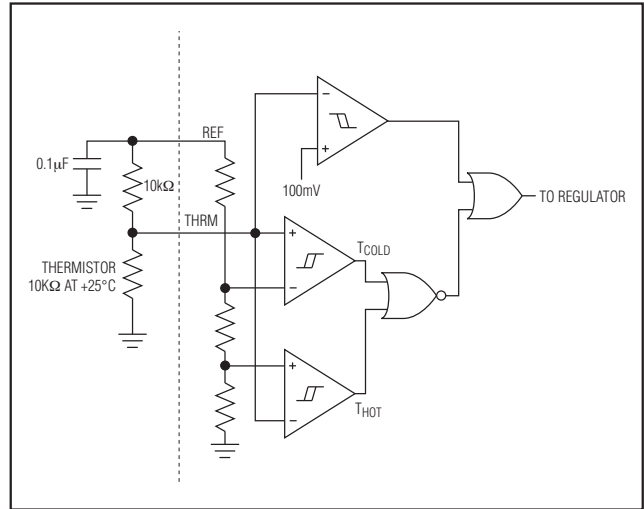 REF
0.1μF
10kΩ
100mV
TO REGULATOR
THRM
TCOLD
THERMISTOR
10KΩ AT +25°C
THOT
− + + − + −